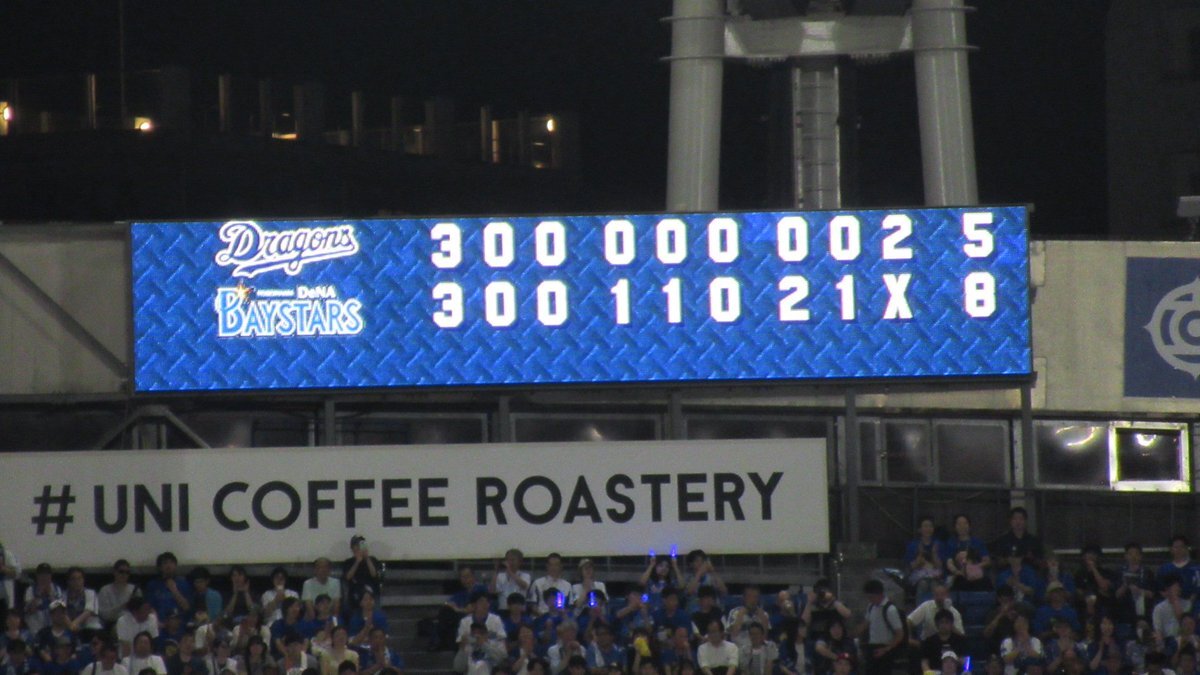 Dragons 300 000 002 5
DeNA
BAYSTARS 300 110 21X 8
# UNI COFFEE ROASTERY